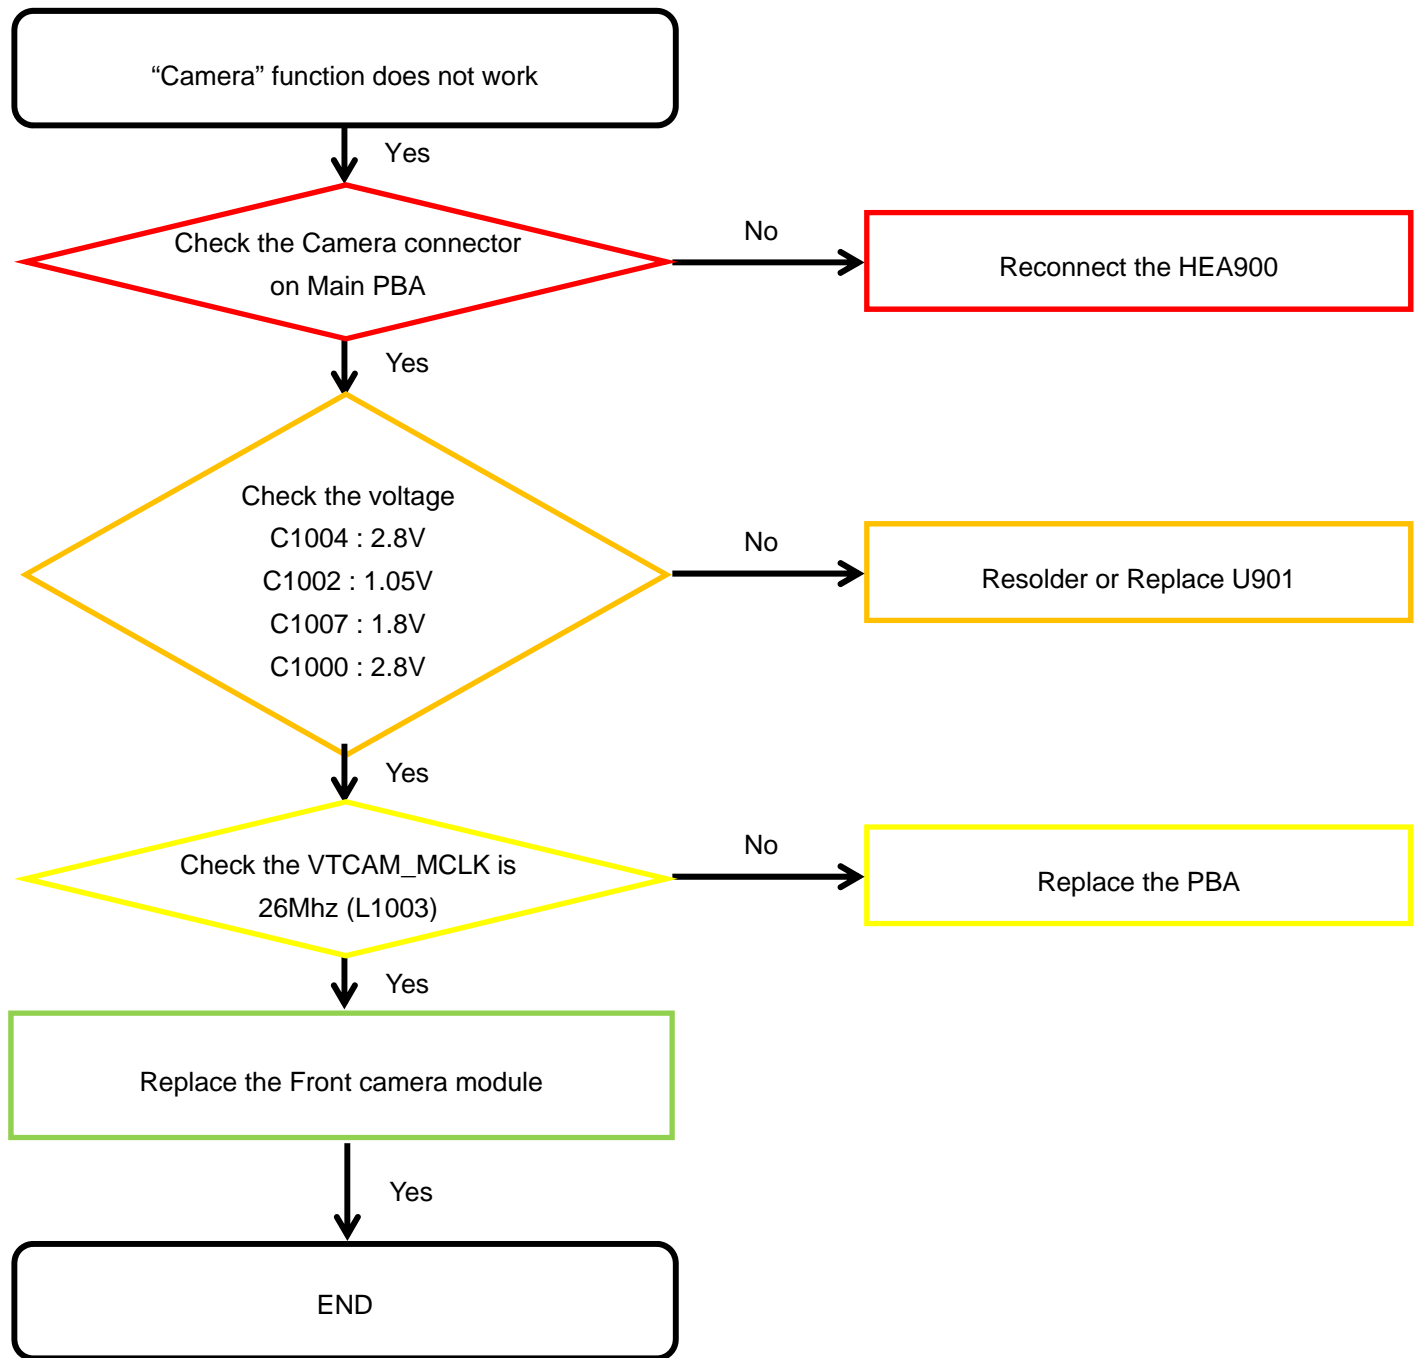 “Camera” function does not work
Yes
Check the Camera connector
on Main PBA
No
Reconnect the HEA900
Yes
Check the voltage
C1004 : 2.8V
C1002 : 1.05V
C1007 : 1.8V
C1000 : 2.8V
No
Resolder or Replace U901
Yes
Check the VTCAM_MCLK is
26Mhz (L1003)
No
Replace the PBA
Yes
Replace the Front camera module
Yes
END